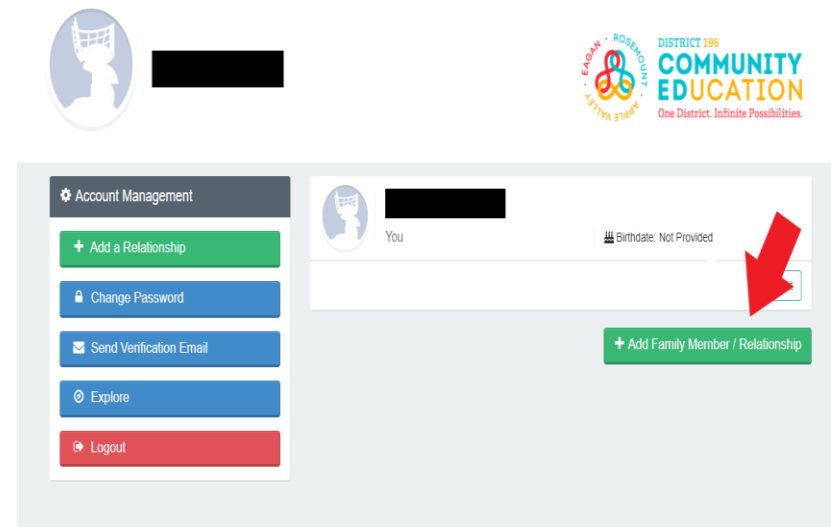 EAGAN · ROSEMOUNT · APPLE VALLEY ·
DISTRICT 196
COMMUNITY
EDUCATION
One District. Infinite Possibilities.
Account Management
+ Add a Relationship
Change Password
Send Verification Email
Explore
Logout
You
Birthdate: Not Provided
+ Add Family Member / Relationship